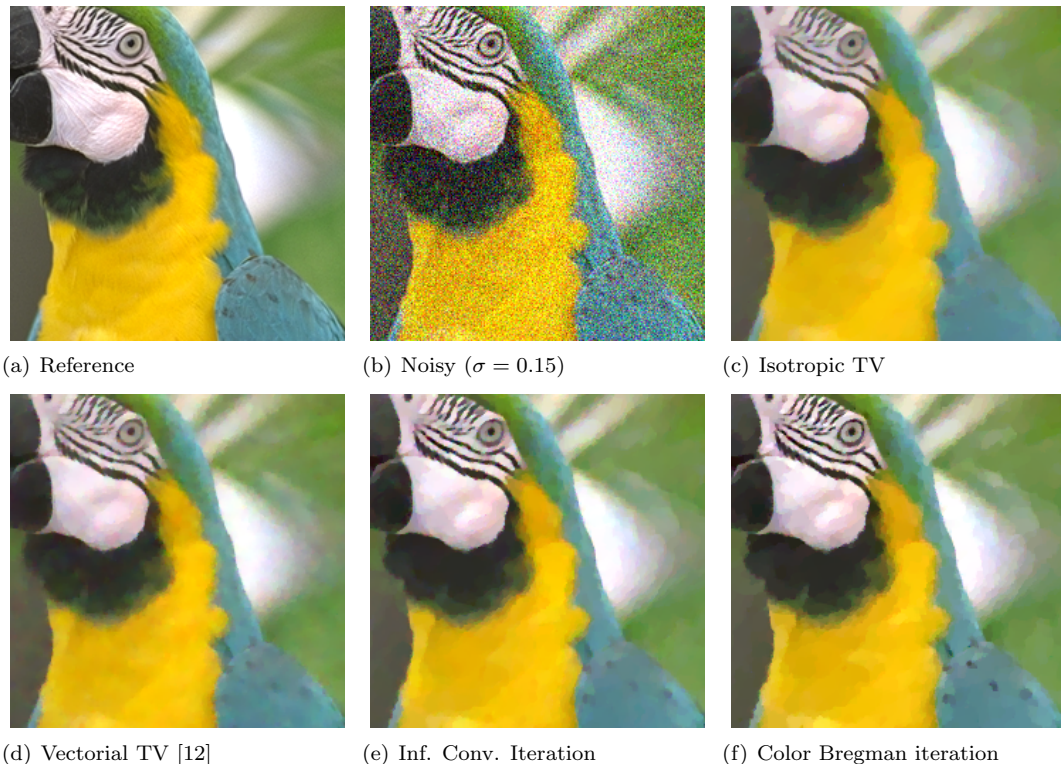 (a) Reference
(b) Noisy (σ = 0.15)
(c) Isotropic TV
(d) Vectorial TV [12]
(e) Inf. Conv. Iteration
(f) Color Bregman iteration